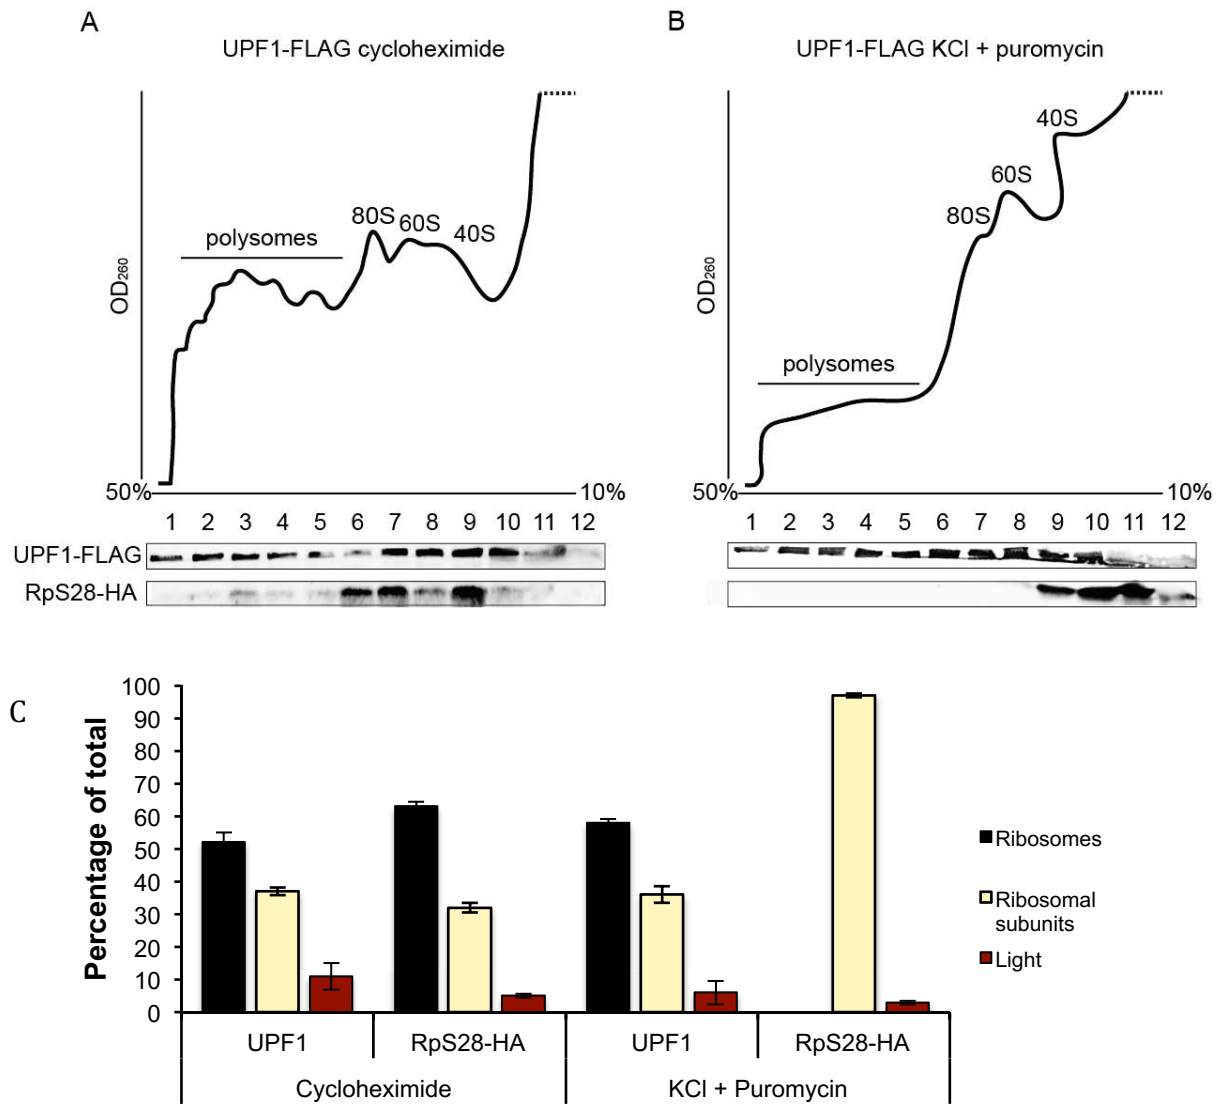 A
UPF1-FLAG cycloheximide
OD260
polysomes
80S
60S
40S
50%
10%
1 2 3 4 5 6 7 8 9 10 11 12
UPF1-FLAG
RpS28-HA
B
UPF1-FLAG KCl + puromycin
OD260
polysomes
80S
60S
40S
50%
10%
1 2 3 4 5 6 7 8 9 10 11 12
C
Percentage of total
100
90
80
70
60
50
40
30
20
10
0
UPF1
RpS28-HA
UPF1
RpS28-HA
Cycloheximide
KCl + Puromycin
Ribosomes
Ribosomal
subunits
Light